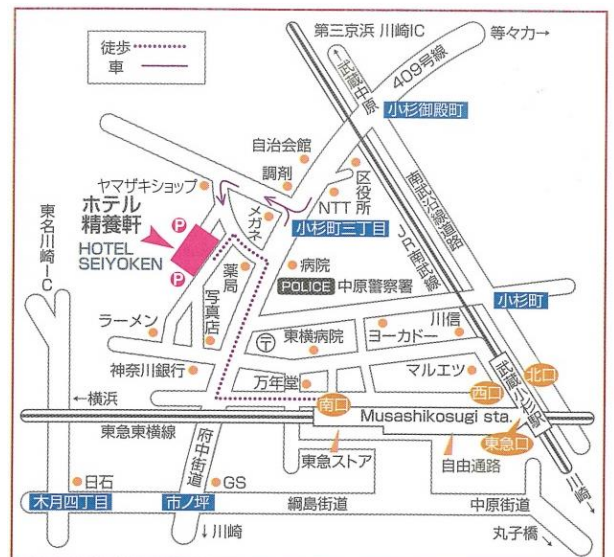 徒歩
車
第三京浜 川崎IC
等々力→
←武蔵中原
409号線
小杉御殿町
自治会館
調剤
ヤマザキショップ
区役所
NTT
メガネ
小杉町三丁目
南武沿線道路
JR南武線
東名川崎IC
ホテル
精養軒
HOTEL
SEIYOKEN
P
P
薬局
病院
POLICE 中原警察署
小杉町
写真店
ラーメン
〒
東横病院
ヨーカドー
川信
神奈川銀行
万年堂
マルエツ
西口
北口
武蔵小杉駅
←横浜
南口
Musashikosugi sta.
東急口
東急東横線
府中街道
東急ストア
自由通路
川崎→
日石
GS
木月四丁目
市ノ坪
綱島街道
中原街道
↓川崎
丸子橋